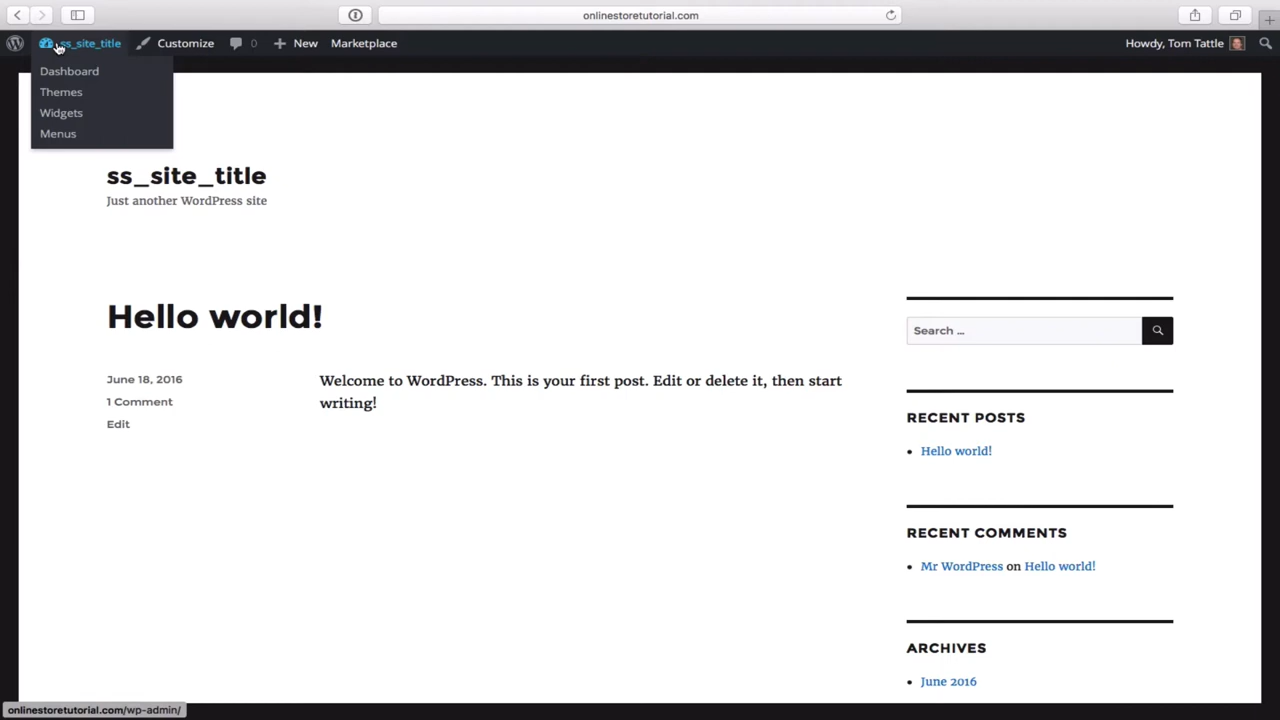 onlinestoretutorial.com
ss_site_title Customize 0 New Marketplace Howdy, Tom Tattle
Dashboard
Themes
Widgets
Menus
ss_site_title
Just another WordPress site
Hello world!
June 18, 2016
1 Comment
Edit
Welcome to WordPress. This is your first post. Edit or delete it, then start
writing!
Search ...
RECENT POSTS
Hello world!
RECENT COMMENTS
Mr WordPress on Hello world!
ARCHIVES
June 2016
onlinestoretutorial.com/wp-admin/